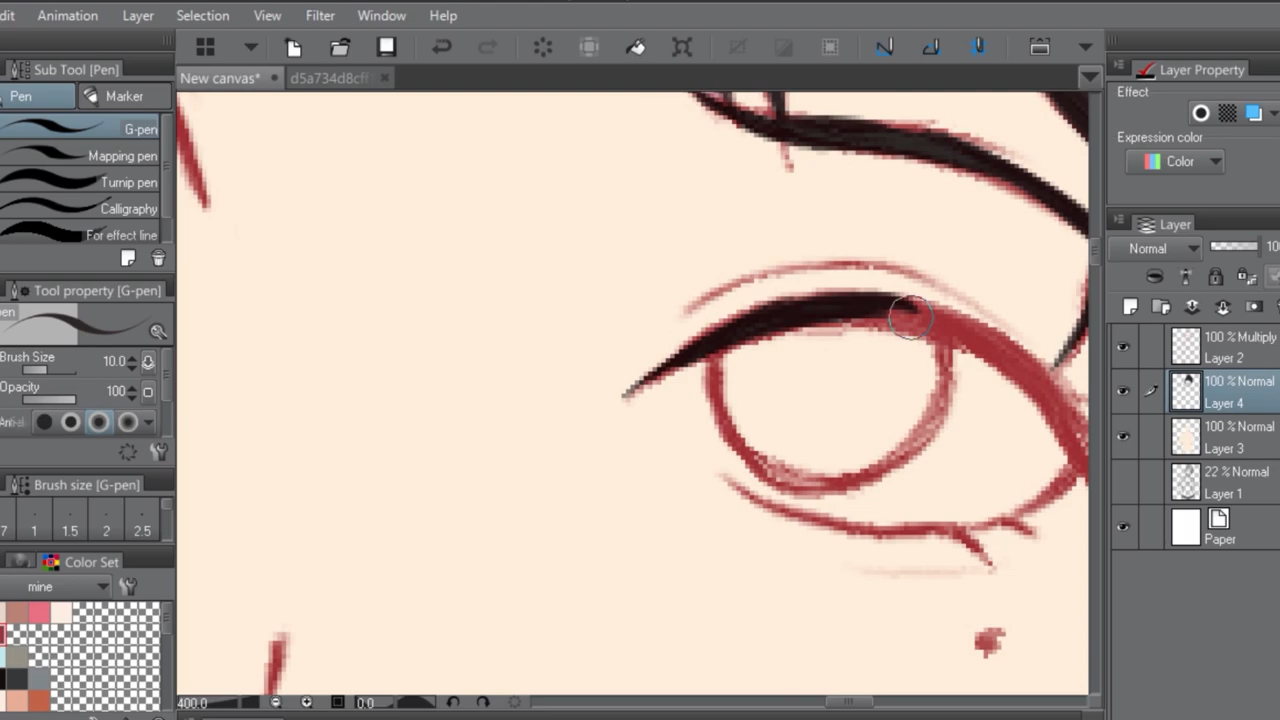 dit Animation Layer Selection View Filter Window Help
Sub Tool [Pen]
Pen Marker
G-pen
Mapping pen
Turnip pen
Calligraphy
For effect line
Tool property [G-pen]
pen
Brush Size 10.0
Opacity 100
Anti-al
Brush size [G-pen]
7 1 1.5 2 2.5
Color Set
mine
New canvas* d5a734d8cff
400.0 0.0
Layer Property
Effect
Expression color
Color
Layer
Normal 10
100 % Multiply
Layer 2
100 % Normal
Layer 4
100 % Normal
Layer 3
22 % Normal
Layer 1
Paper